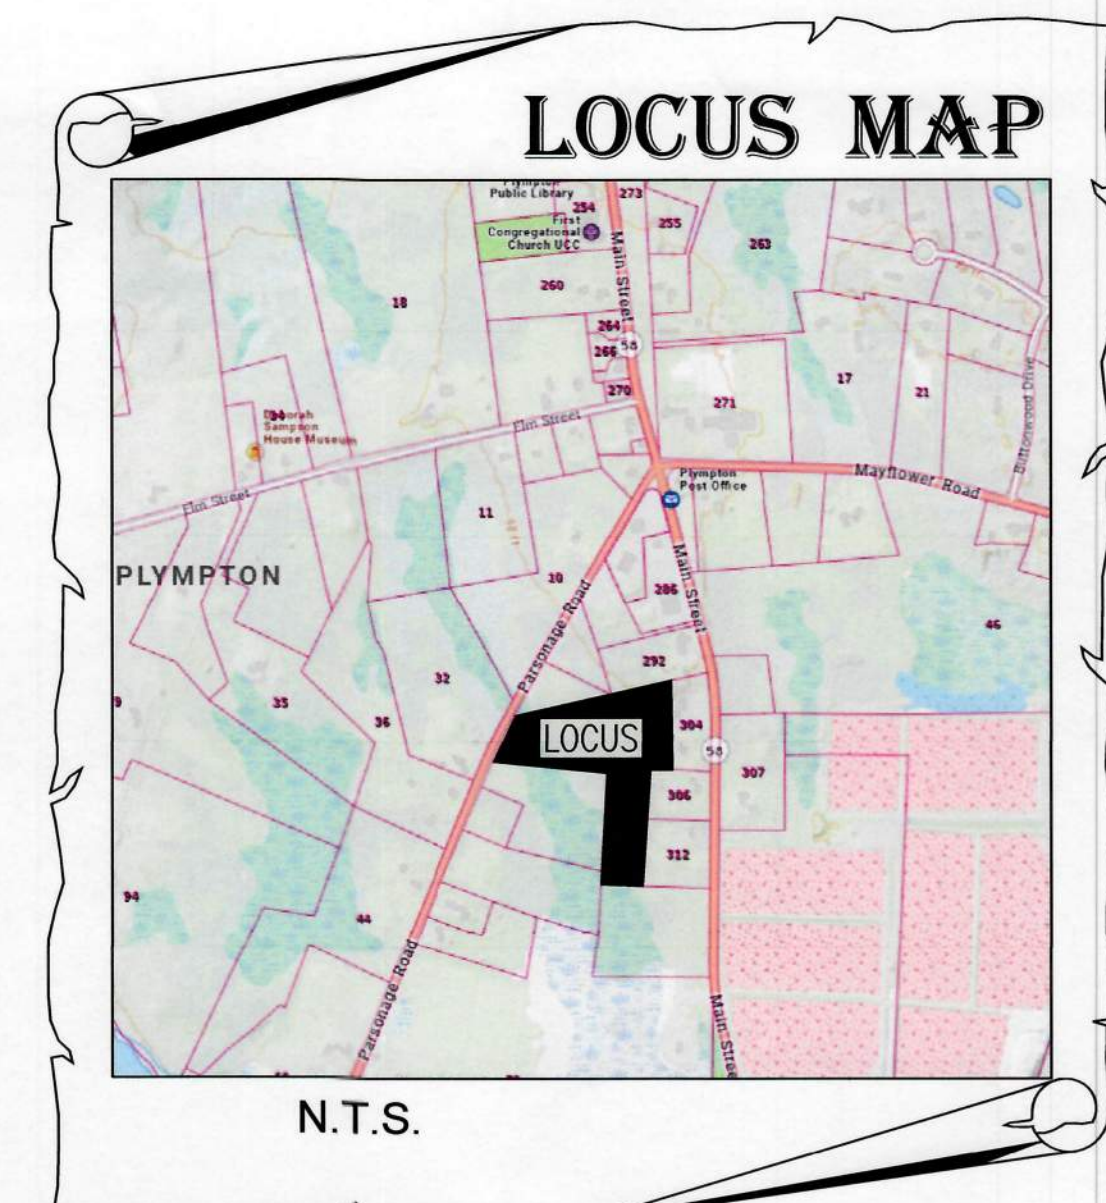 LOCUS MAP
Plympton
Public Library
273
254
First
Congregational
Church UCC
255
263
Main Street
260
18
264
58
266
270
17
21
271
Buttonwood Drive
Deborah
Sampson
House Museum
Elm Street
Mayflower Road
Plympton
Post Office
Elm Street
11
PLYMPTON
10
Main Street
286
46
Parsonage Road
292
32
35
36
9
304
LOCUS
58
307
306
312
94
44
Parsonage Road
Main Stree
N.T.S.